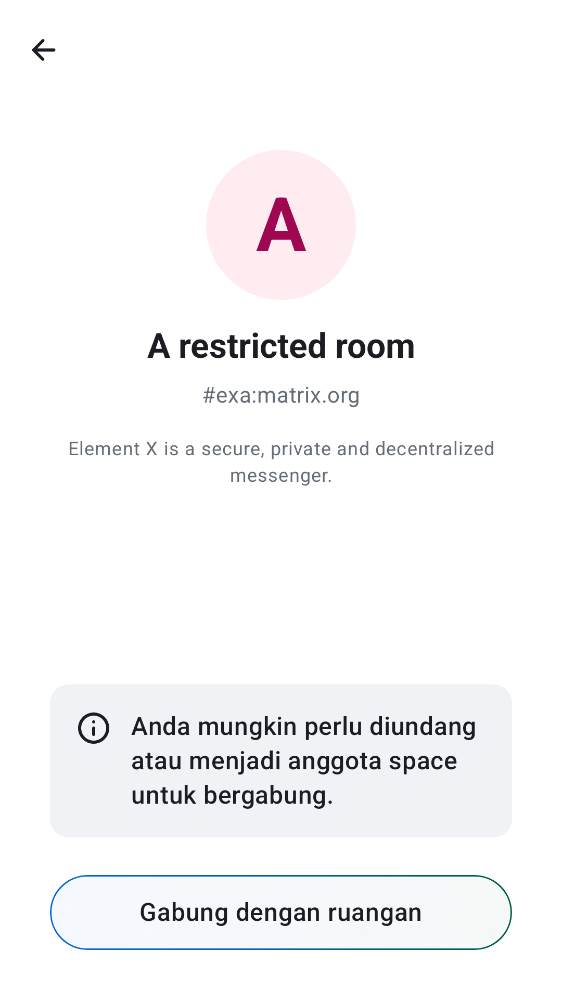 A
A restricted room
#exa:matrix.org
Element X is a secure, private and decentralized
messenger.
Anda mungkin perlu diundang
atau menjadi anggota space
untuk bergabung.
Gabung dengan ruangan